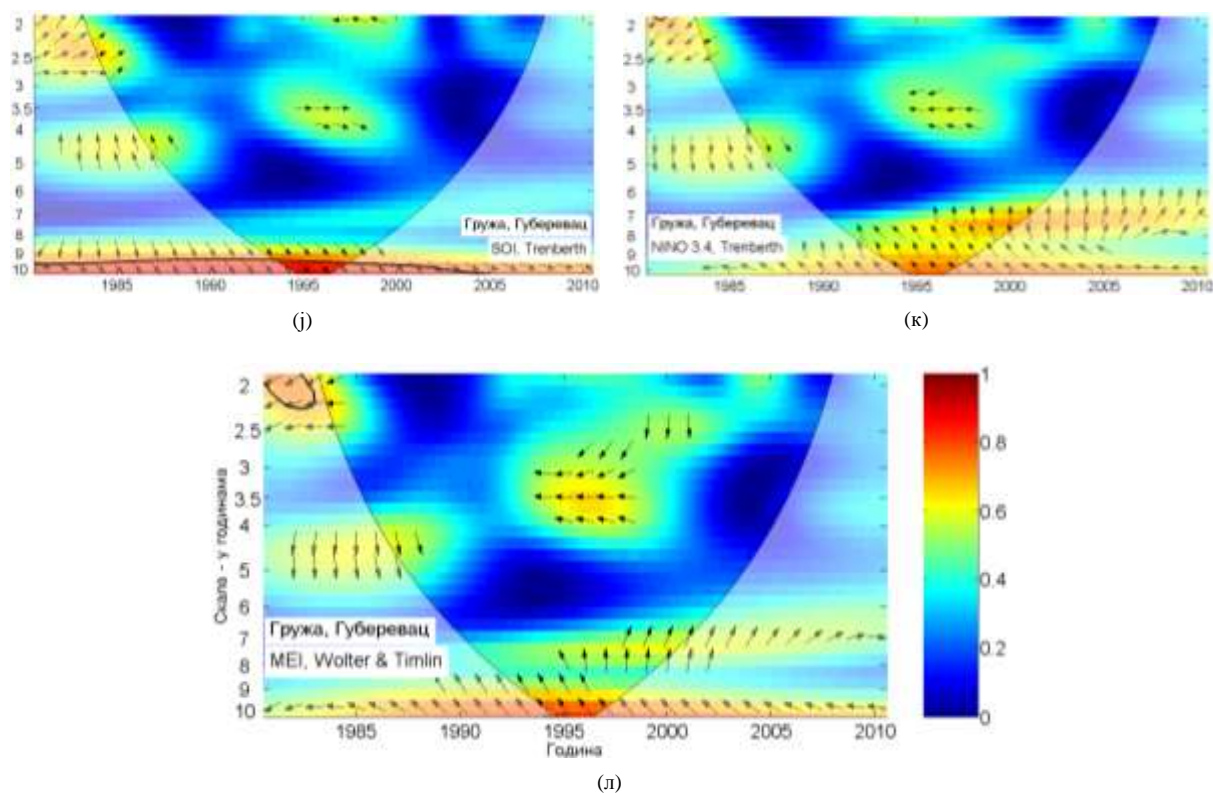 2
2.5
3
3.5
4
5
6
7
8
9
10
Гружа, Губеревац
SOI, Trenberth
1985 1990 1995 2000 2005 2010
(ј)
2
2.5
3
3.5
4
5
6
7
8
9
10
Гружа, Губеревац
NINO 3.4, Trenberth
1985 1990 1995 2000 2005 2010
(к)
Скала - у годинама
2
2.5
3
3.5
4
5
6
7
8
9
10
Гружа, Губеревац
MEI, Wolter & Timlin
1985 1990 1995 2000 2005 2010
Година
1
0.8
0.6
0.4
0.2
0
(л)